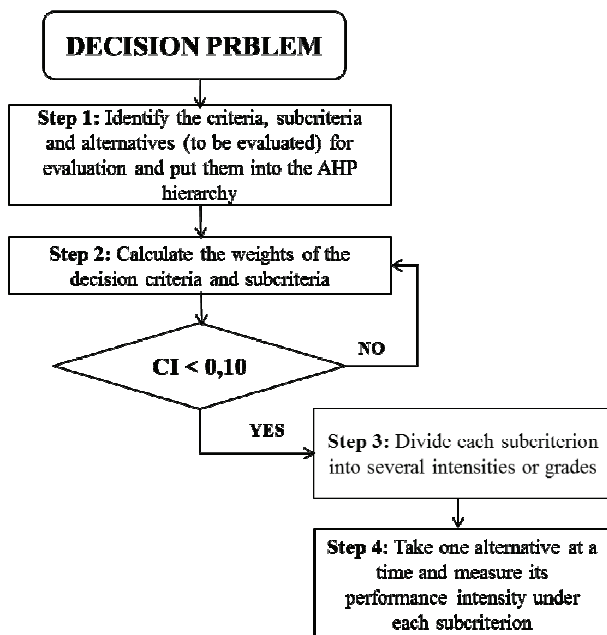 DECISION PRBLEM
Step 1: Identify the criteria, subcriteria
and alternatives (to be evaluated) for
evaluation and put them into the AHP
hierarchy
Step 2: Calculate the weights of the
decision criteria and subcriteria
CI < 0,10
NO
YES
Step 3: Divide each subcriterion
into several intensities or grades
Step 4: Take one alternative at a
time and measure its
performance intensity under
each subcriterion